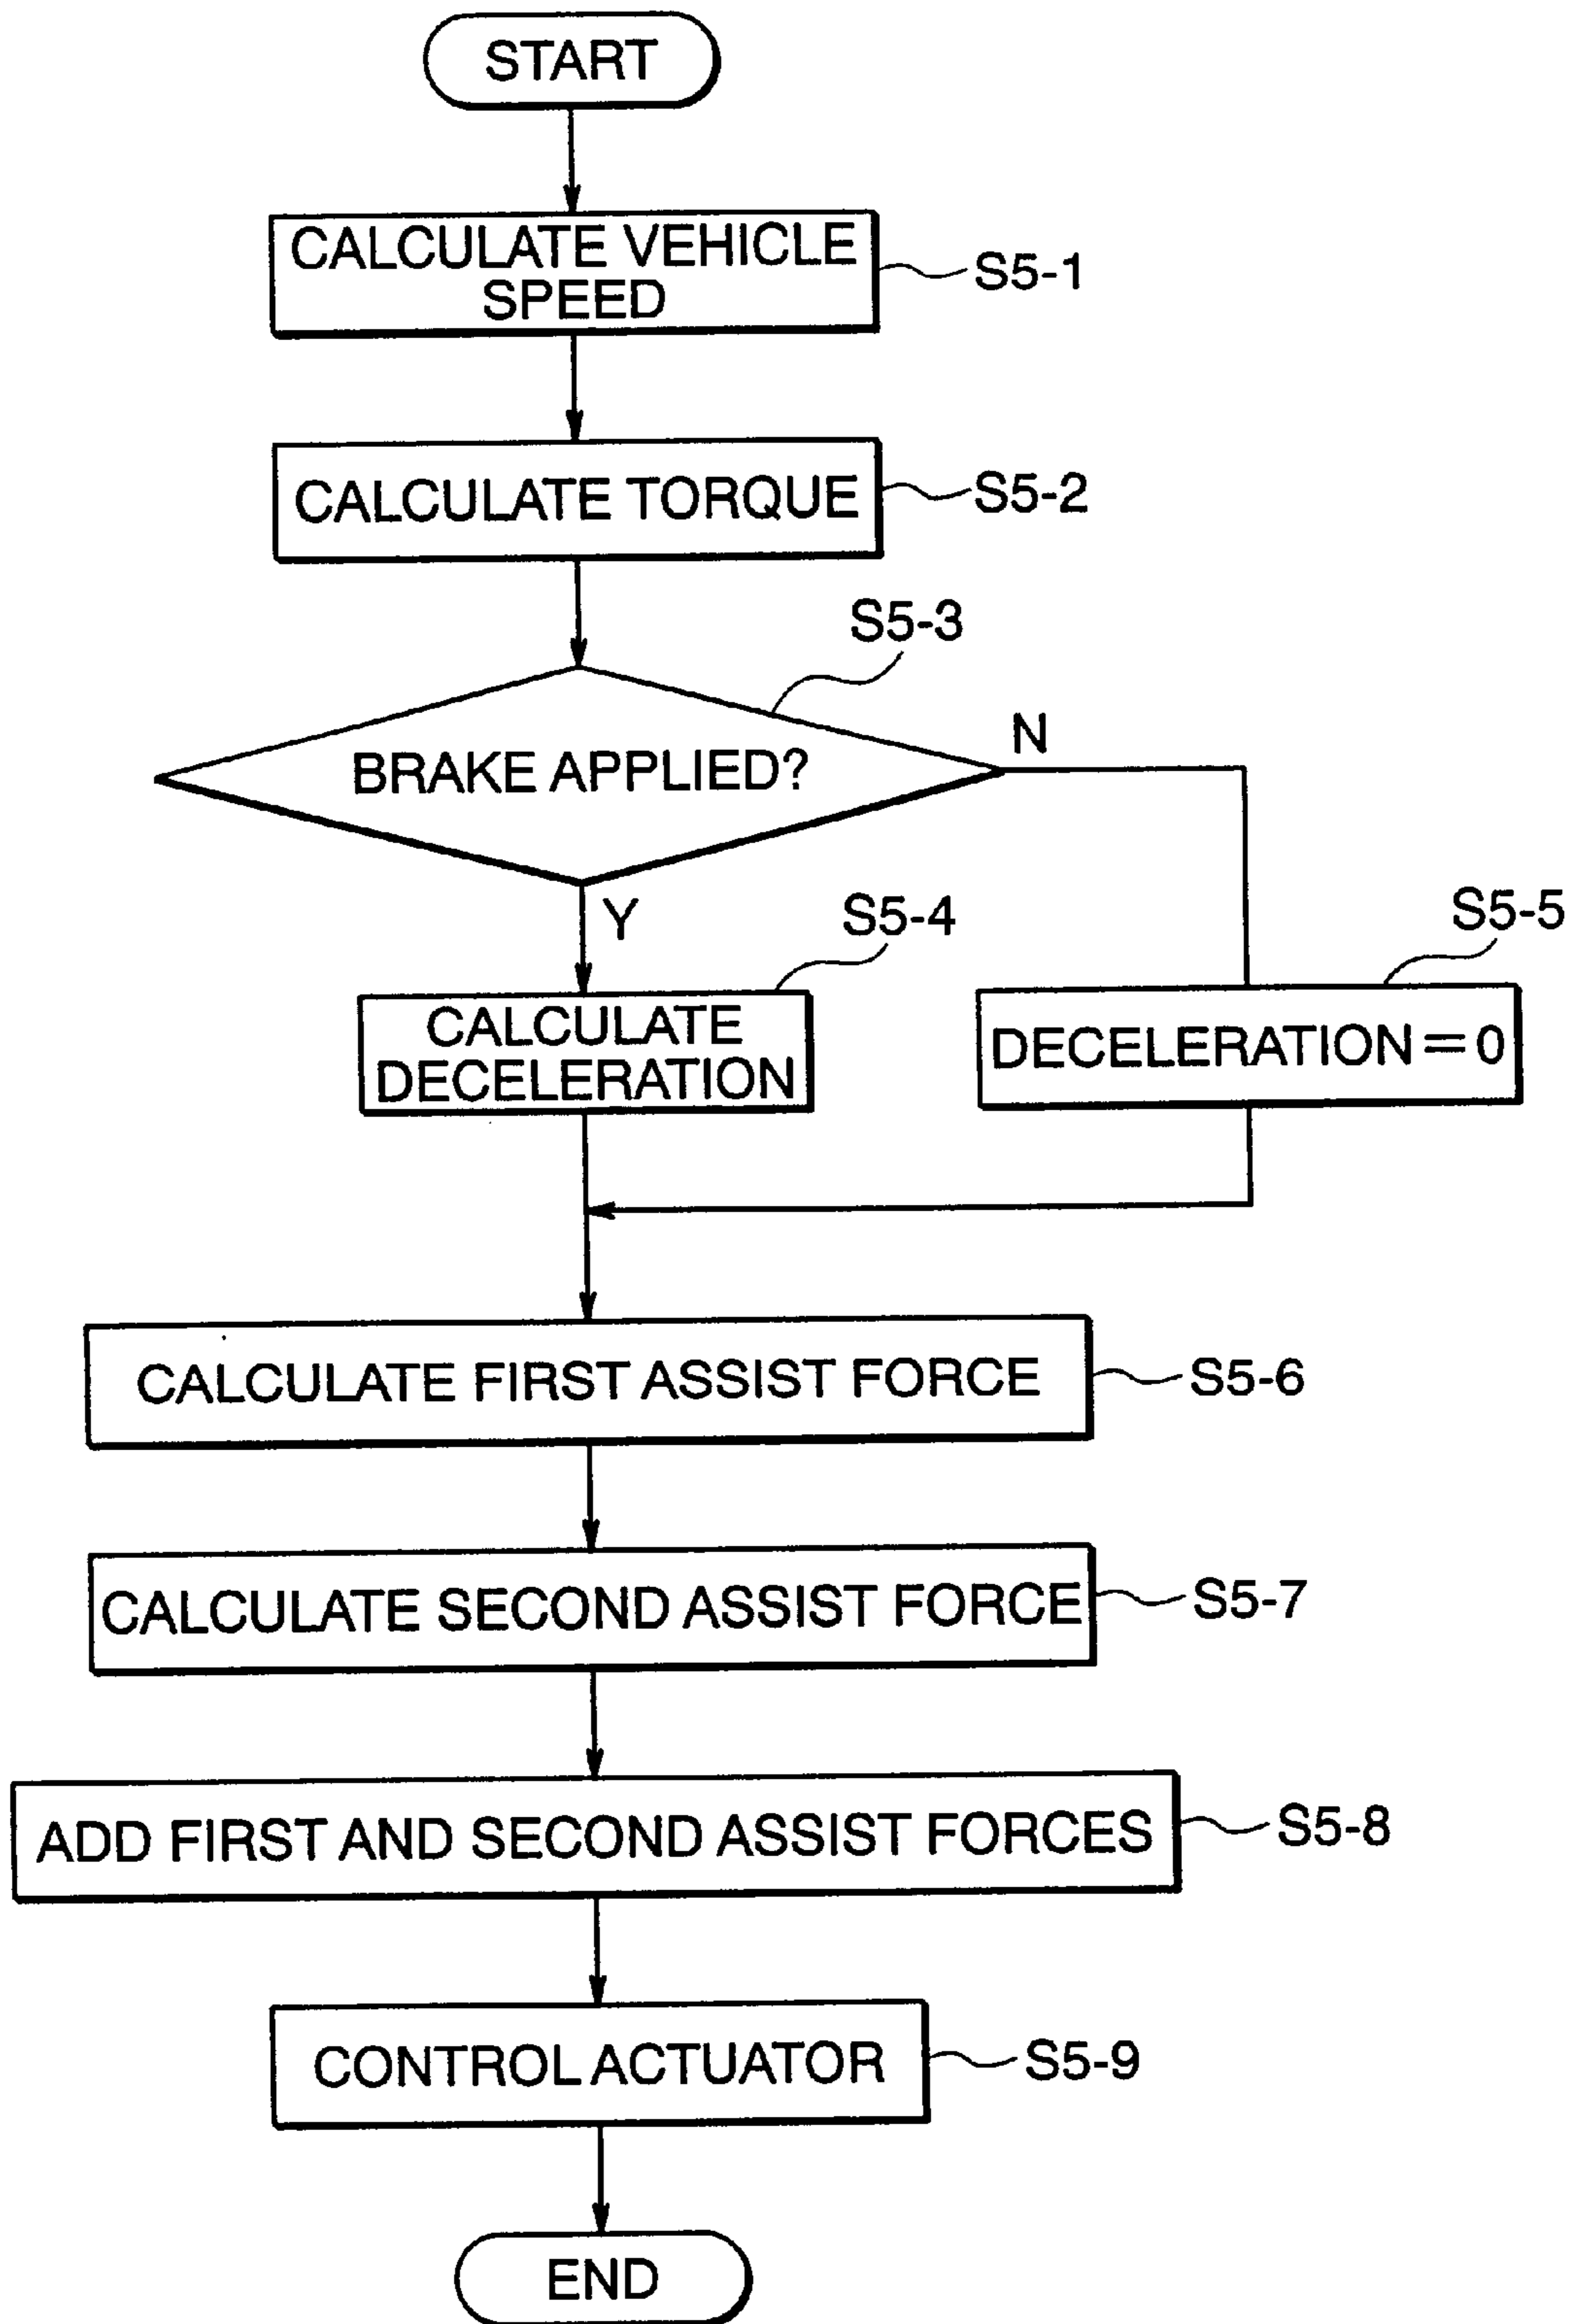 START
CALCULATE VEHICLE
SPEED
S5-1
CALCULATE TORQUE
S5-2
S5-3
BRAKE APPLIED?
N
Y
S5-4
S5-5
CALCULATE
DECELERATION
DECELERATION=0
CALCULATE FIRST ASSIST FORCE
S5-6
CALCULATE SECOND ASSIST FORCE
S5-7
ADD FIRST AND SECOND ASSIST FORCES
S5-8
CONTROL ACTUATOR
S5-9
END